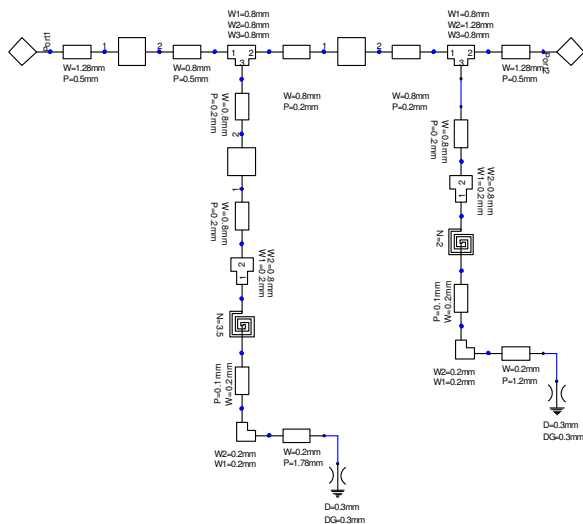 W1=0.8mm
W2=0.8mm
W3=0.8mm
W1=0.8mm
W2=1.28mm
W3=0.8mm
Port1
1
2
1
2
3
1
2
1
2
3
Port2
W=1.28mm
P=0.5mm
W=0.8mm
P=0.5mm
W=0.8mm
P=0.2mm
W=0.8mm
P=0.2mm
W=1.28mm
P=0.5mm
W=0.8mm
P=0.2mm
2
1
W=0.8mm
P=0.2mm
2
1
W2=0.8mm
W1=0.2mm
N=3.5
W=0.2mm
P=0.1mm
W2=0.2mm
W1=0.2mm
W=0.2mm
P=1.78mm
D=0.3mm
DG=0.3mm
W=0.8mm
P=0.2mm
2
1
W2=0.8mm
W1=0.2mm
N=2
W=0.2mm
P=0.1mm
W2=0.2mm
W1=0.2mm
W=0.2mm
P=1.2mm
D=0.3mm
DG=0.3mm